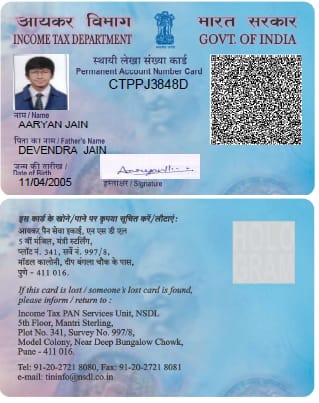 आयकर विभाग
INCOME TAX DEPARTMENT
भारत सरकार
GOVT. OF INDIA
स्थायी लेखा संख्या कार्ड
Permanent Account Number Card
CTPPJ3848D
नाम / Name
AARYAN JAIN
पिता का नाम / Father's Name
DEVENDRA JAIN
जन्म की तारीख /
Date of Birth
11/04/2005
हस्ताक्षर / Signature
इस कार्ड के खोने/पाने पर कृपया सूचित करें/लौटाएं:
आयकर पैन सेवा इकाई, एन एस डी एल
5 वीं मंजिल, मंत्री स्टर्लिंग,
प्लॉट नं. 341, सर्वे नं. 997/8,
मॉडल कालोनी, दीप बंगला चौक के पास,
पुणे - 411 016.
If this card is lost / someone's lost card is found,
please inform / return to :
Income Tax PAN Services Unit, NSDL
5th Floor, Mantri Sterling,
Plot No. 341, Survey No. 997/8,
Model Colony, Near Deep Bungalow Chowk,
Pune - 411 016.
Tel: 91-20-2721 8080, Fax: 91-20-2721 8081
e-mail: tininfo@nsdl.co.in